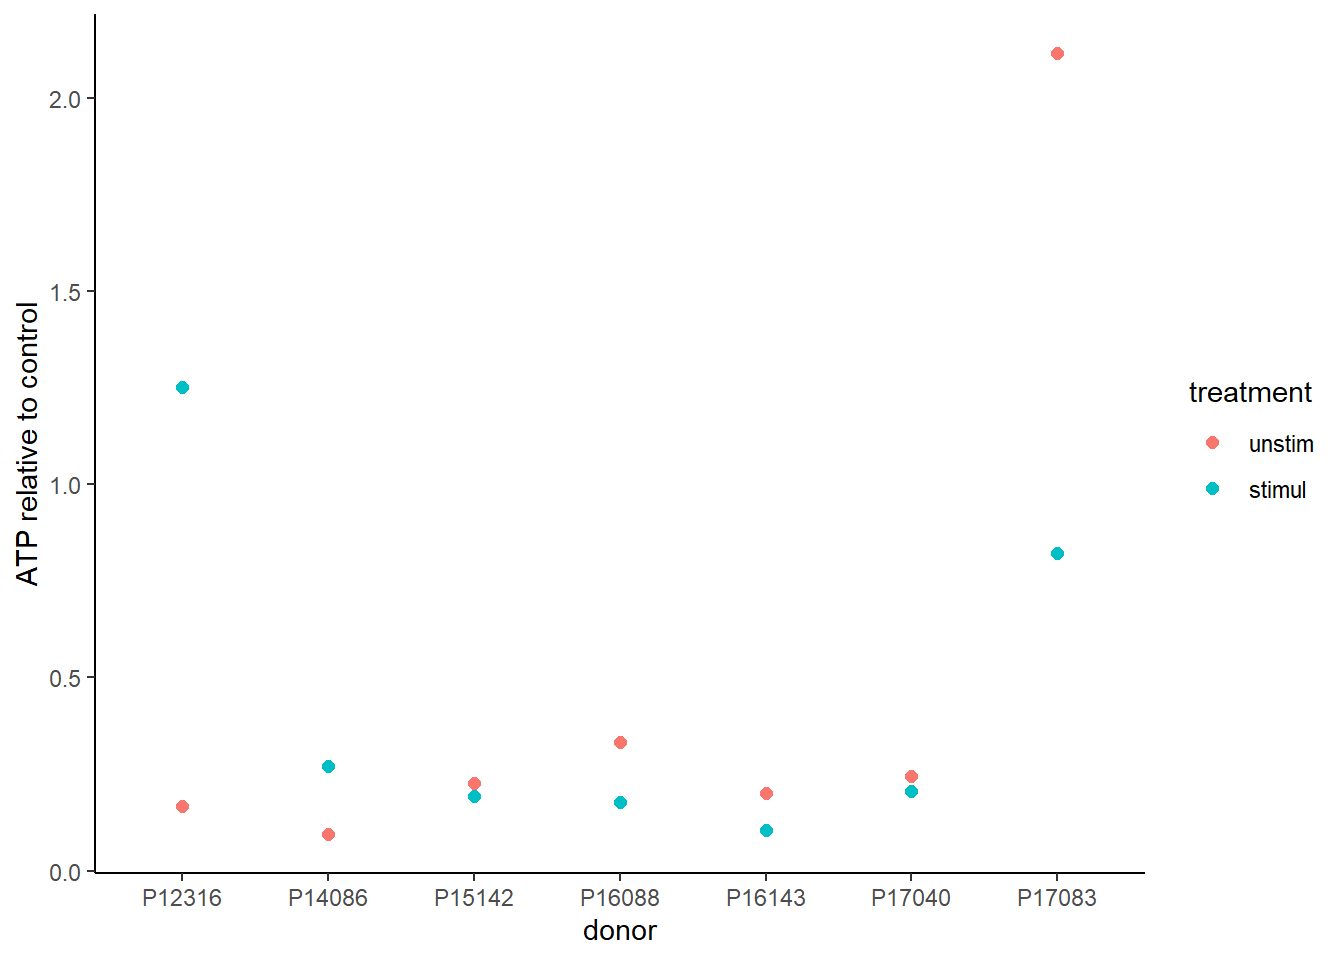 ATP relative to control
2.0
1.5
1.0
0.5
0.0
P12316 P14086 P15142 P16088 P16143 P17040 P17083
donor
treatment
unstim
stimul